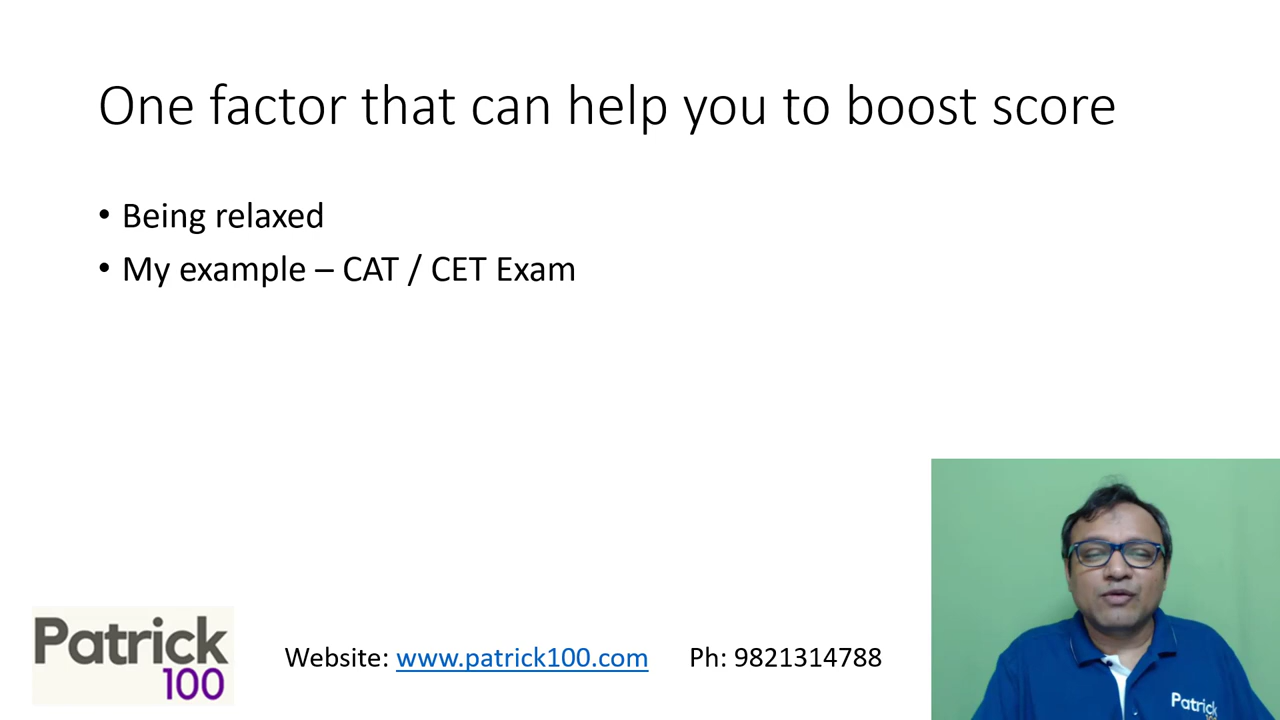 One factor that can help you to boost score
• Being relaxed
• My example – CAT / CET Exam
Patrick
100
Website: www.patrick100.com Ph: 9821314788
Patrick